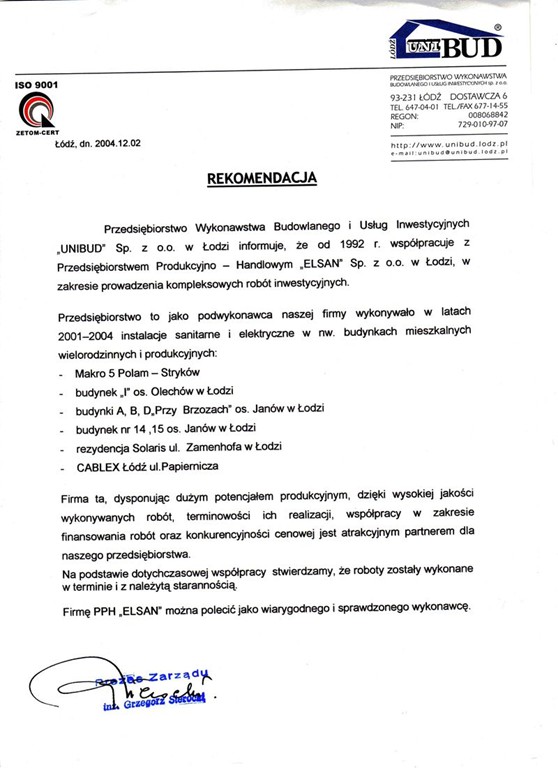 ŁÓDŹ UNI BUD ®
PRZEDSIĘBIORSTWO WYKONAWSTWA
BUDOWLANEGO I USŁUG INWESTYCYJNYCH sp. z o.o.
93-231 ŁÓDŹ DOSTAWCZA 6
TEL. 647-04-01 TEL./FAX 677-14-55
REGON: 008068842
NIP: 729-010-97-07
http://www.unibud.lodz.pl
e-mail:unibud@unibud.lodz.pl
ISO 9001
ZETOM-CERT
Łódź, dn. 2004.12.02
REKOMENDACJA
Przedsiębiorstwo Wykonawstwa Budowlanego i Usług Inwestycyjnych
„UNIBUD" Sp. z o.o. w Łodzi informuje, że od 1992 r. współpracuje z
Przedsiębiorstwem Produkcyjno – Handlowym „ELSAN" Sp. z o.o. w Łodzi, w
zakresie prowadzenia kompleksowych robót inwestycyjnych.
Przedsiębiorstwo to jako podwykonawca naszej firmy wykonywało w latach
2001–2004 instalacje sanitarne i elektryczne w nw. budynkach mieszkalnych
wielorodzinnych i produkcyjnych:
- Makro 5 Polam – Stryków
- budynek „I" os. Olechów w Łodzi
- budynki A, B, D„Przy Brzozach" os. Janów w Łodzi
- budynek nr 14 ,15 os. Janów w Łodzi
- rezydencja Solaris ul. Zamenhofa w Łodzi
- CABLEX Łódź ul.Papiernicza
Firma ta, dysponując dużym potencjałem produkcyjnym, dzięki wysokiej jakości
wykonywanych robót, terminowości ich realizacji, współpracy w zakresie
finansowania robót oraz konkurencyjności cenowej jest atrakcyjnym partnerem dla
naszego przedsiębiorstwa.
Na podstawie dotychczasowej współpracy stwierdzamy, że roboty zostały wykonane
w terminie i z należytą starannością.
Firmę PPH „ELSAN" można polecić jako wiarygodnego i sprawdzonego wykonawcę.
Prezes Zarządu
inż. Grzegorz